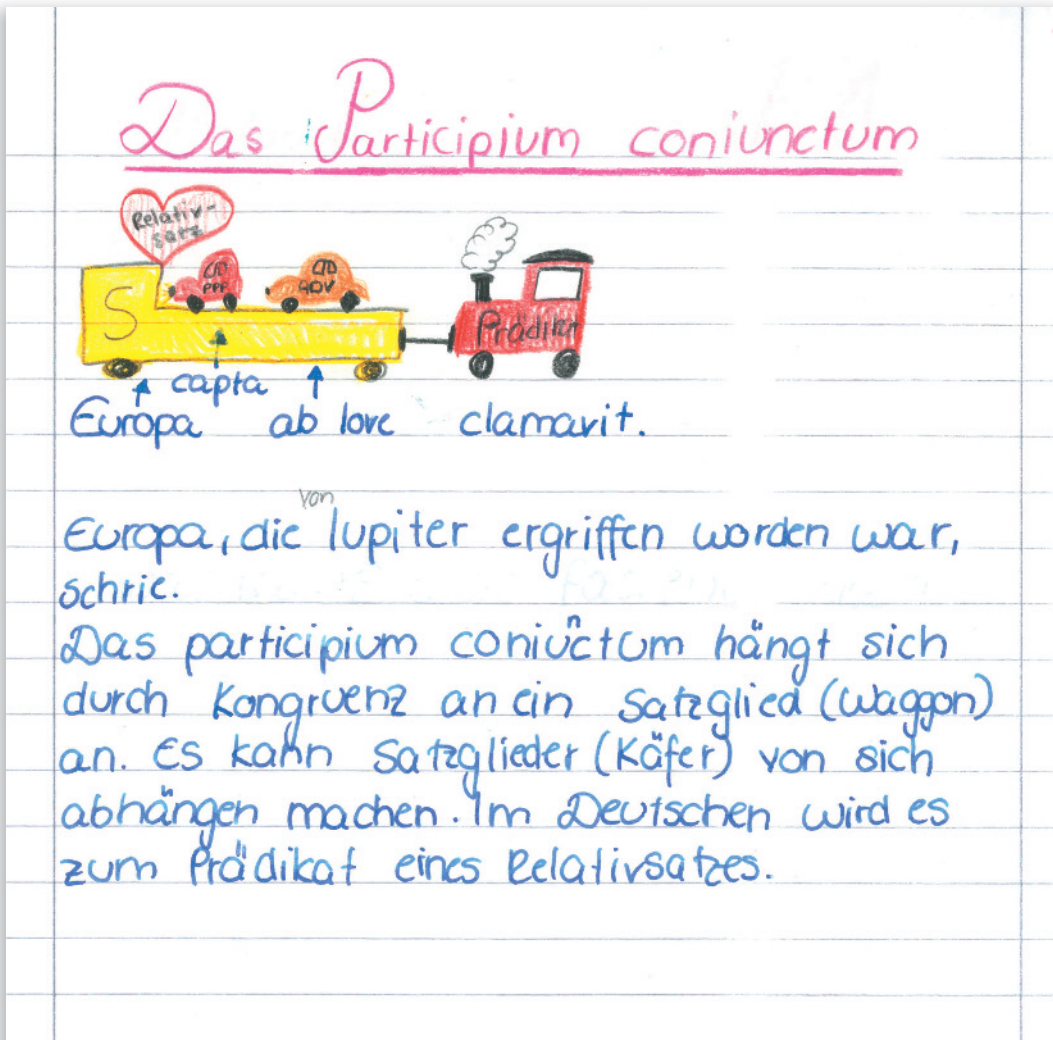 Das Participium coniunctum
Relativ-
satz
S
PPP
ADV
Prädikat
capta
Europa ab Iove clamavit.
von
Europa, die Iupiter ergriffen worden war,
schrie.
Das participium coniunctum hängt sich
durch Kongruenz an ein Satzglied (Waggon)
an. Es kann Satzglieder (Käfer) von sich
abhängen machen. Im Deutschen wird es
zum Prädikat eines Relativsatzes.